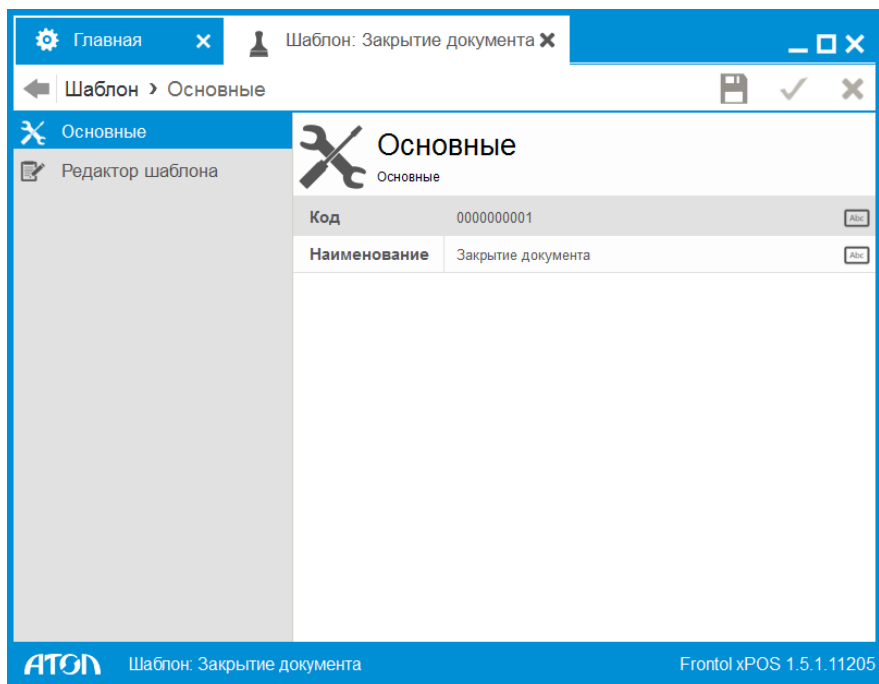 Главная
Шаблон: Закрытие документа
Шаблон › Основные
Основные
Редактор шаблона
Основные
Основные
Код 0000000001 Abc
Наименование Закрытие документа Abc
АТОЛ Шаблон: Закрытие документа Frontol xPOS 1.5.1.11205